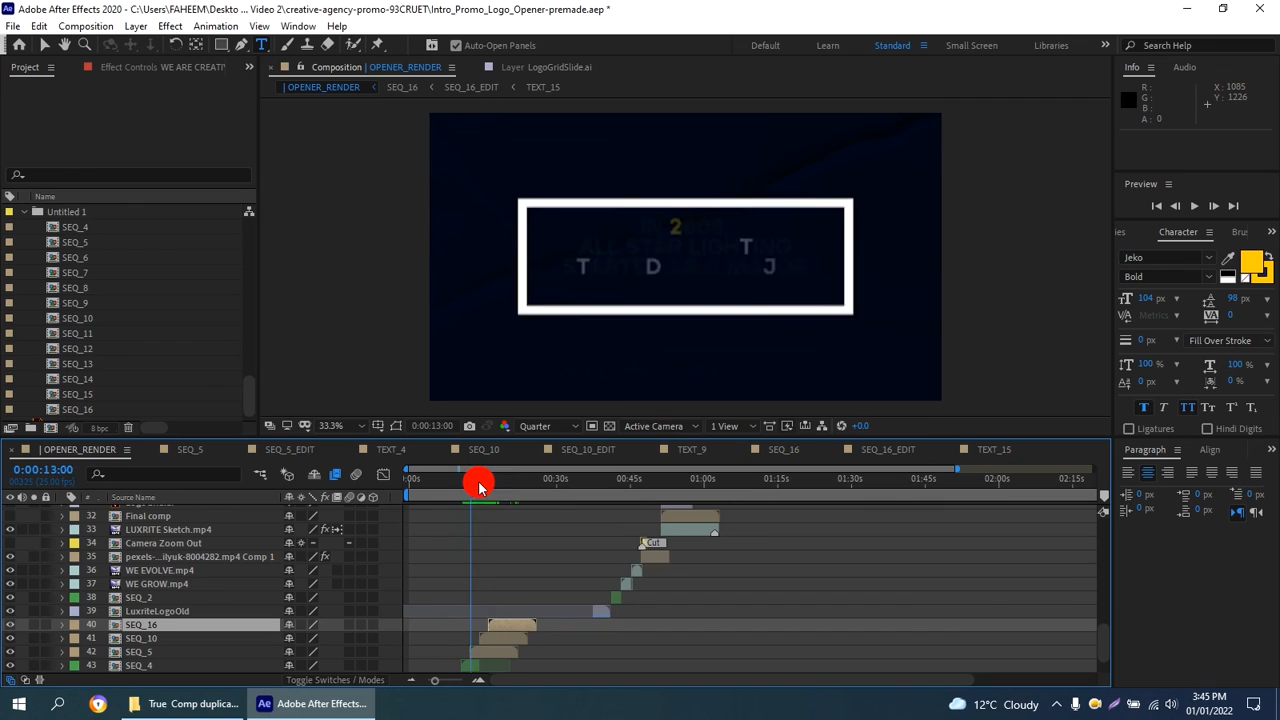 Adobe After Effects 2020 - C:\Users\FAHEEM\Deskto ... Video 2\creative-agency-promo-93CRUET\Intro_Promo_Logo_Opener-premade.aep *
File Edit Composition Layer Effect Animation View Window Help
Auto-Open Panels Default Learn Standard Small Screen Libraries Search Help
Project Effect Controls WE ARE CREATIV Composition | OPENER_RENDER Layer LogoGridSlide.ai Info Audio
| OPENER_RENDER SEQ_16 SEQ_16_EDIT TEXT_15
R: X: 1085
G: Y: 1226
B:
A: 0
Name
Untitled 1
SEQ_4
SEQ_5
SEQ_6
SEQ_7
SEQ_8
SEQ_9
SEQ_10
SEQ_11
SEQ_12
SEQ_13
SEQ_14
SEQ_15
SEQ_16
IN 2
ALL STAR LIGHTING
T D T J
Preview
Character Brus
Jeko
Bold
104 px 98 px
Metrics 0
0 px Fill Over Stroke
100 % 100 %
0 px 0 %
Ligatures Hindi Digits
8 bpc 33.3% 0:00:13:00 Quarter Active Camera 1 View +0.0
| OPENER_RENDER SEQ_5 SEQ_5_EDIT TEXT_4 SEQ_10 SEQ_10_EDIT TEXT_9 SEQ_16 SEQ_16_EDIT TEXT_15
0:00:13:00
00325 (25.00 fps)
:00s 00:30s 00:45s 01:00s 01:15s 01:30s 01:45s 02:00s 02:15s
# Source Name
32 Final comp
33 LUXRITE Sketch.mp4
34 Camera Zoom Out
35 pexels-...ilyuk-8004282.mp4 Comp 1
36 WE EVOLVE.mp4
37 WE GROW.mp4
38 SEQ_2
39 LuxriteLogoOld
40 SEQ_16
41 SEQ_10
42 SEQ_5
43 SEQ_4
Cut
Toggle Switches / Modes
Paragraph Align
0 px 0 px
0 px
0 px 0 px
True Comp duplica... Adobe After Effects... 12°C Cloudy 3:45 PM
01/01/2022